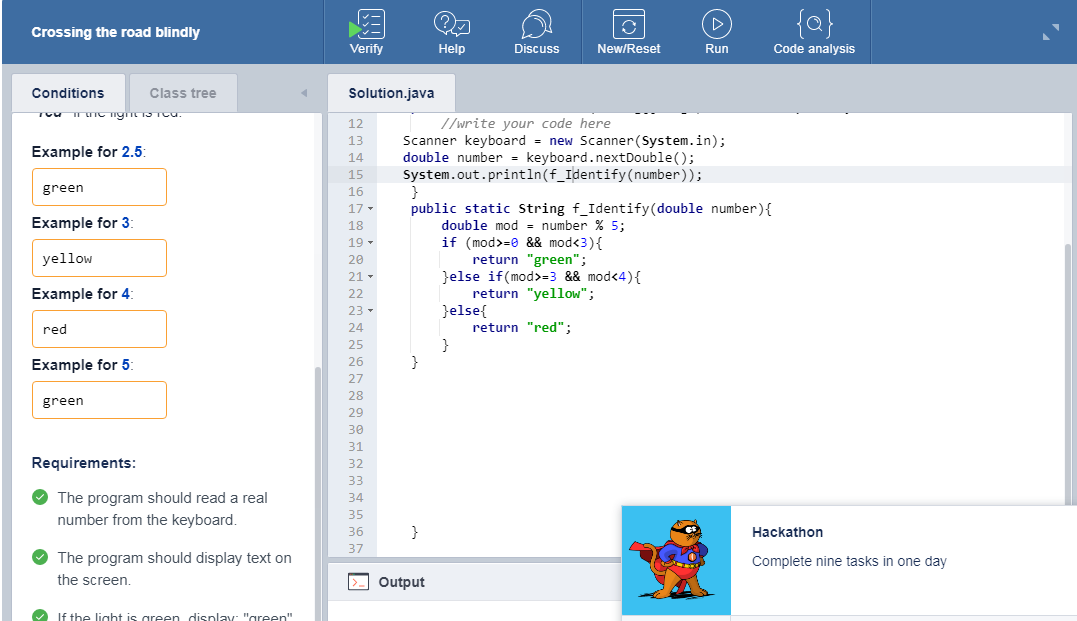 Crossing the road blindly
Verify
Help
Discuss
New/Reset
Run
Code analysis
Conditions
Class tree
Solution.java
"red" if the light is red.
Example for 2.5:
green
Example for 3:
yellow
Example for 4:
red
Example for 5:
green
Requirements:
The program should read a real
number from the keyboard.
The program should display text on
the screen.
If the light is green, display: "green"
12 //write your code here
13 Scanner keyboard = new Scanner(System.in);
14 double number = keyboard.nextDouble();
15 System.out.println(f_Identify(number));
16 }
17 public static String f_Identify(double number){
18 double mod = number % 5;
19 if (mod>=0 && mod<3){
20 return "green";
21 }else if(mod>=3 && mod<4){
22 return "yellow";
23 }else{
24 return "red";
25 }
26 }
27
28
29
30
31
32
33
34
35
36 }
37
Output
Hackathon
Complete nine tasks in one day